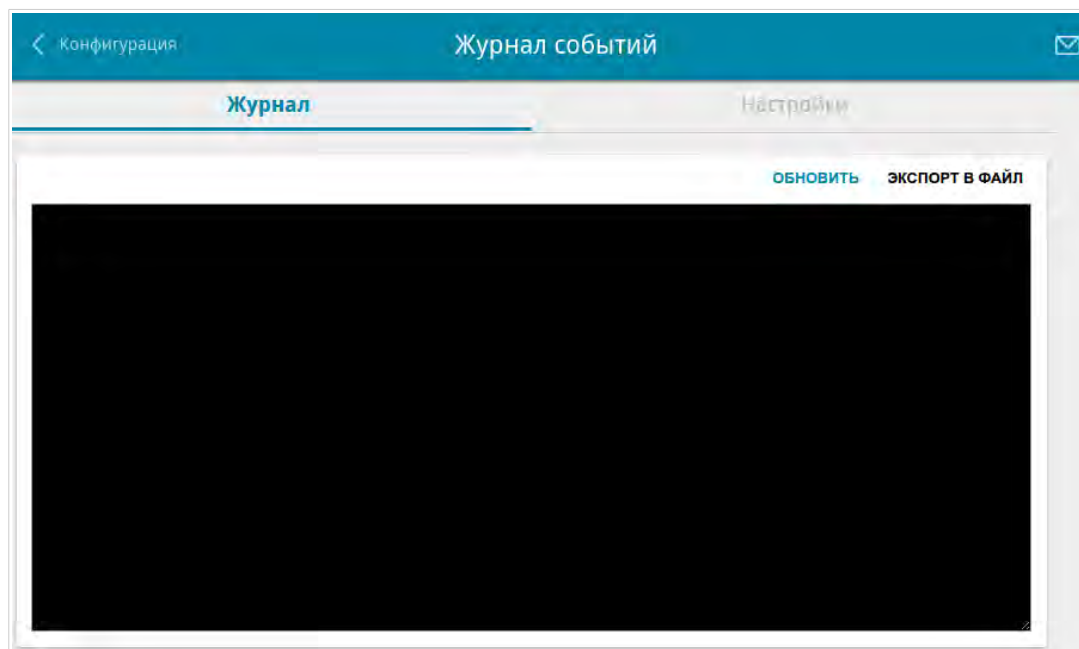 Конфигурация
Журнал событий
Журнал
Настройки
ОБНОВИТЬ
ЭКСПОРТ В ФАЙЛ